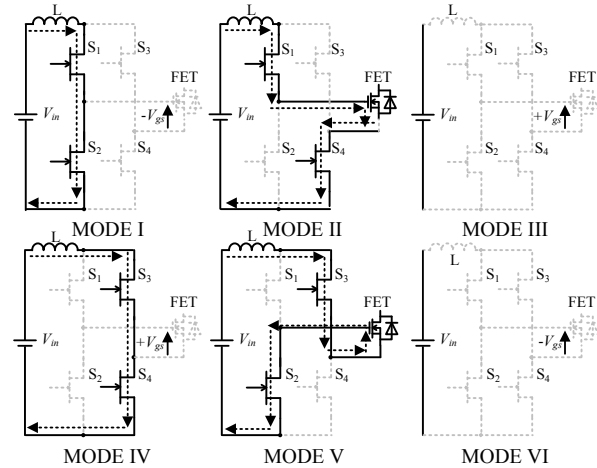 L
S1
S3
FET
Vin
-Vgs
S2
S4
MODE I
L
S1
S3
FET
Vin
S2
S4
MODE II
L
S1
S3
FET
Vin
+Vgs
S2
S4
MODE III
L
S1
S3
FET
Vin
+Vgs
S2
S4
MODE IV
L
S1
S3
FET
Vin
S2
S4
MODE V
L
S1
S3
FET
Vin
-Vgs
S2
S4
MODE VI